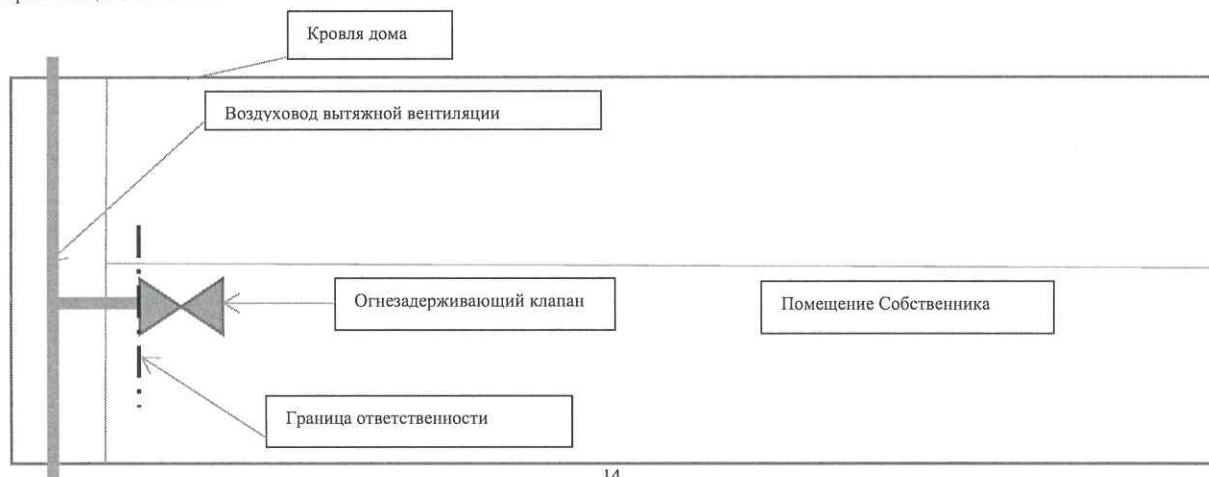 Кровля дома
Воздуховод вытяжной вентиляции
Огнезадерживающий клапан
Помещение Собственника
Граница ответственности
14